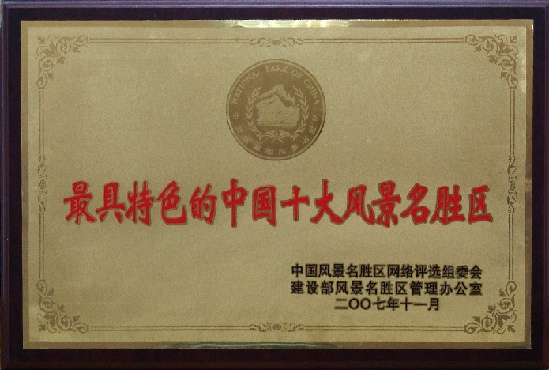 NATIONAL PARK OF CHINA
最具特色的中国十大风景名胜区
中国风景名胜区网络评选组委会
建设部风景名胜区管理办公室
二〇〇七年十一月